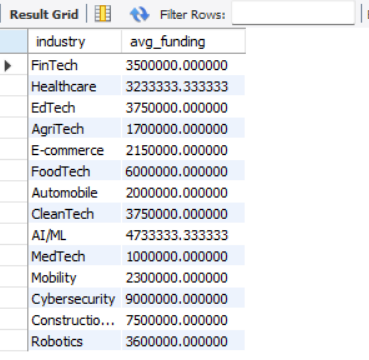 Result Grid Filter Rows:
industry avg_funding
FinTech 3500000.000000
Healthcare 3233333.333333
EdTech 3750000.000000
AgriTech 1700000.000000
E-commerce 2150000.000000
FoodTech 6000000.000000
Automobile 2000000.000000
CleanTech 3750000.000000
AI/ML 4733333.333333
MedTech 1000000.000000
Mobility 2300000.000000
Cybersecurity 9000000.000000
Constructio... 7500000.000000
Robotics 3600000.000000